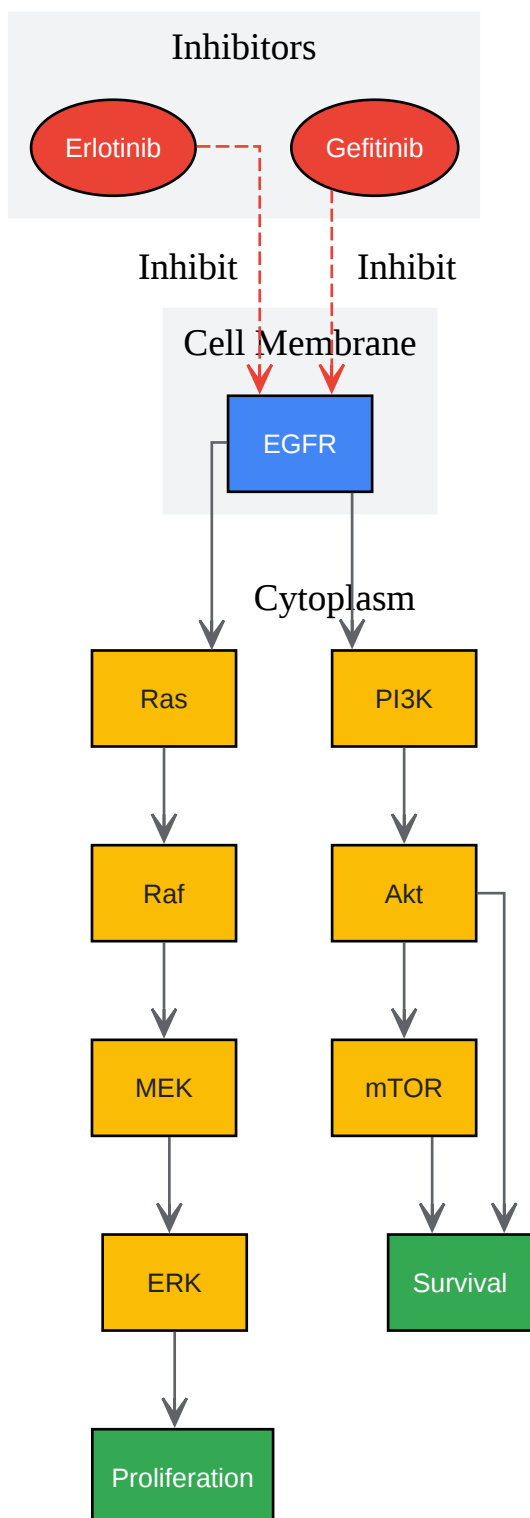 Inhibitors
Erlotinib
Gefitinib
Inhibit
Inhibit
Cell Membrane
EGFR
Cytoplasm
Ras
PI3K
Raf
Akt
MEK
mTOR
ERK
Survival
Proliferation